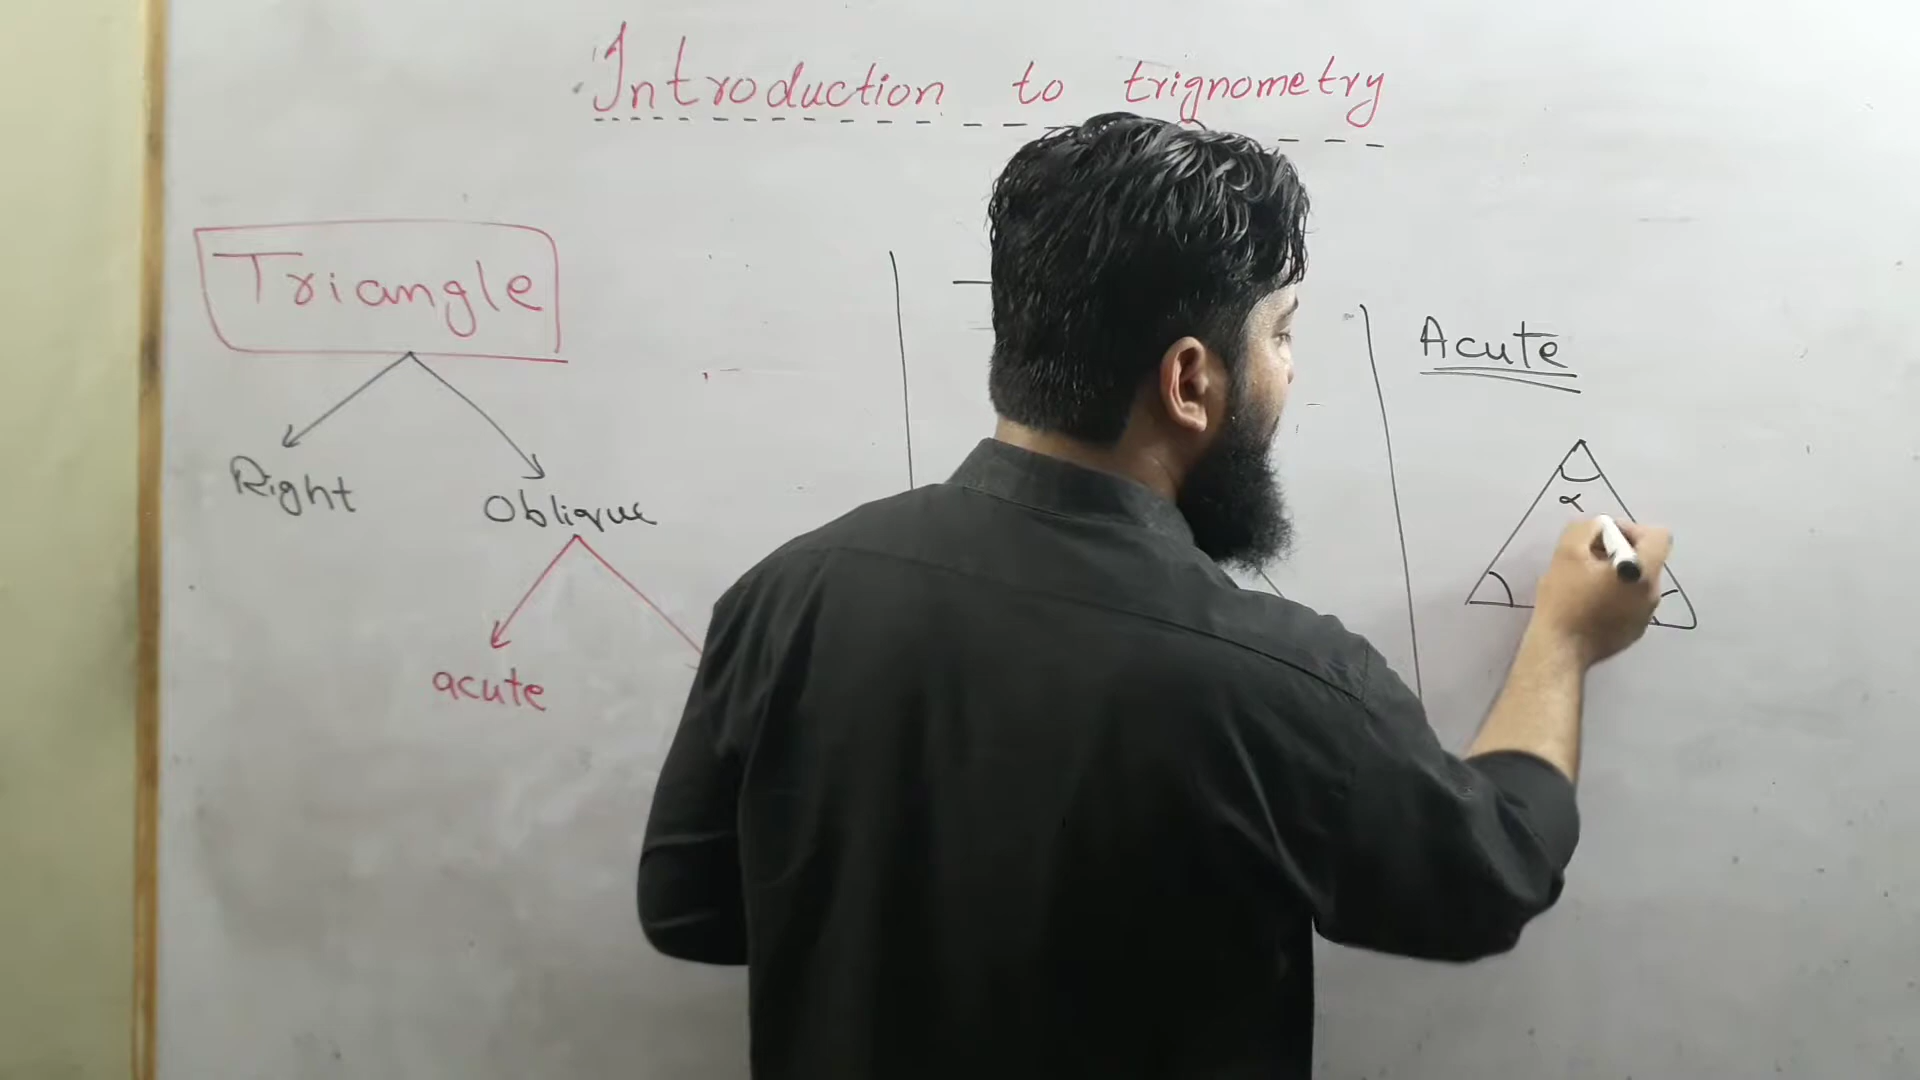 Introduction to trignometry
Triangle
Right
Oblique
acute
Acute
α